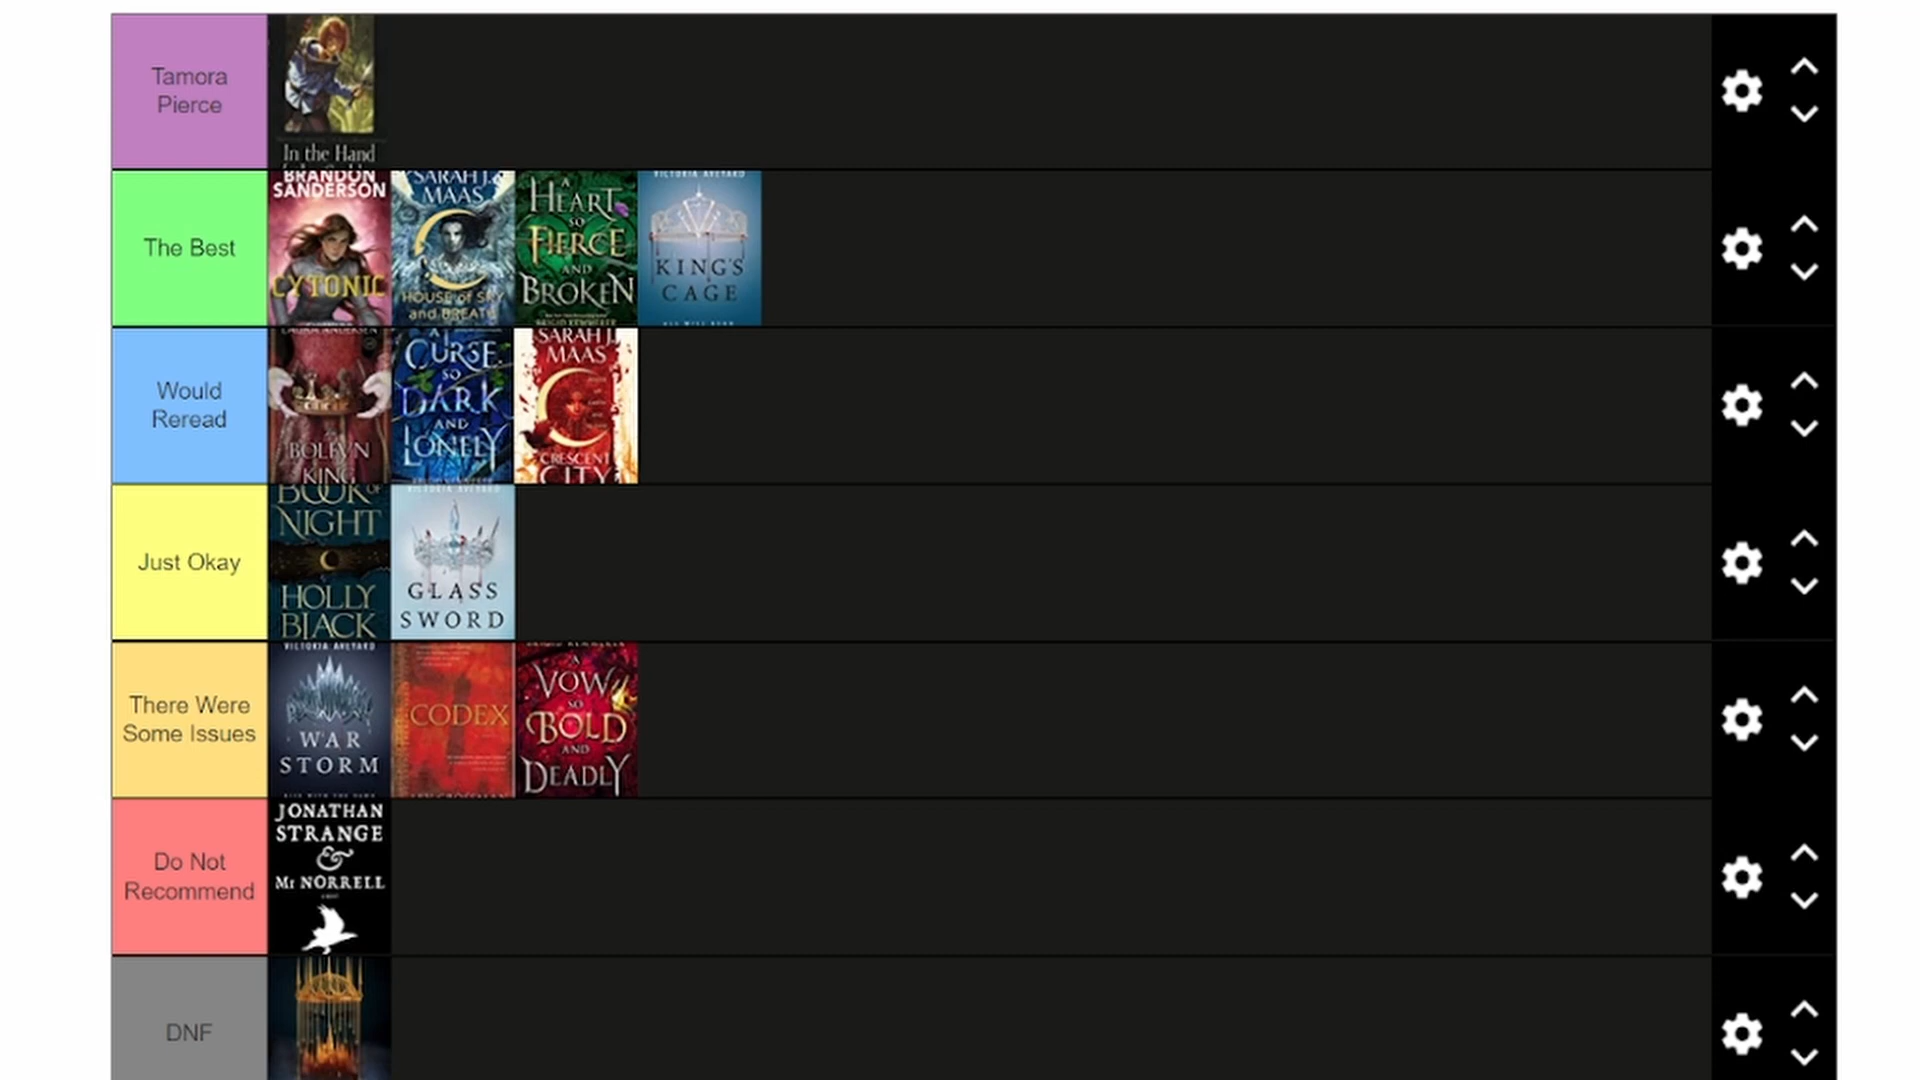 Tamora
Pierce
In the Hand
The Best
BRANDON
SANDERSON
CYTONIC
SARAH J.
MAAS
HOUSE of SKY
and BREATH
A
HEART
SO
FIERCE
AND
BROKEN
VICTORIA AVEYARD
KING'S
CAGE
Would
Reread
LAURA ANDERSEN
BOLEYN
KING
A
CURSE
SO
DARK
AND
LONELY
SARAH J.
MAAS
CRESCENT
CITY
Just Okay
BOOK OF
NIGHT
HOLLY
BLACK
VICTORIA AVEYARD
GLASS
SWORD
There Were
Some Issues
VICTORIA AVEYARD
WAR
STORM
CODEX
A
VOW
SO
BOLD
AND
DEADLY
Do Not
Recommend
JONATHAN
STRANGE
&
Mr NORRELL
DNF